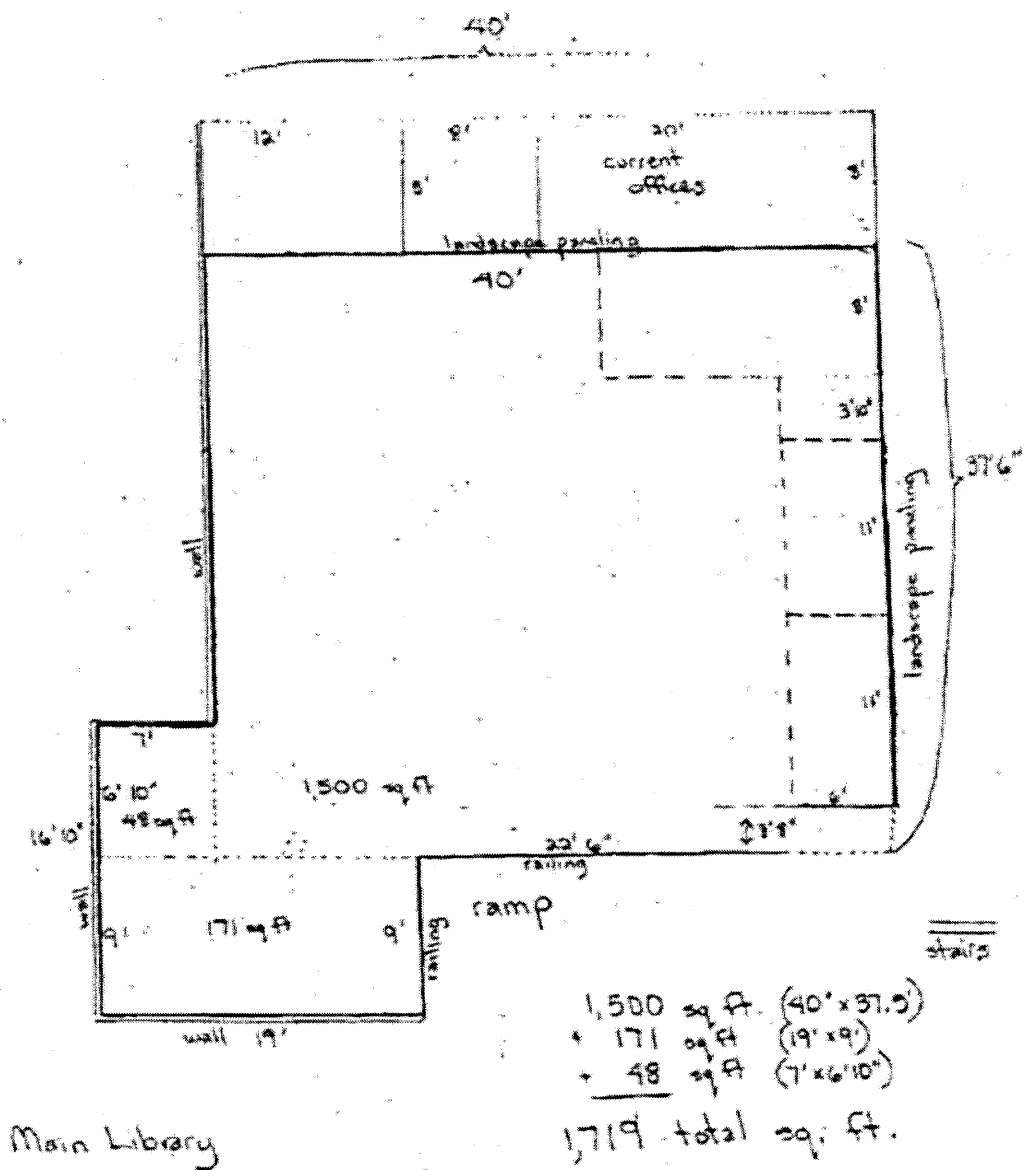 40'
12'
8'
20'
current
offices
8'
8'
landscape paneling
40'
8'
3'10"
37'6"
11'
landscape paneling
wall
11'
7'
6'
6' 10"
1,500 sq ft
48 sq ft
16'10"
3'8"
22' 6"
railing
ramp
wall
9'
171 sq ft
9'
railing
stairs
wall 19'
1,500 sq ft. (40' x 37.5')
+ 171 sq ft (19' x 9')
+ 48 sq ft (7' x 6'10")
1,719 total sq. ft.
Main Library